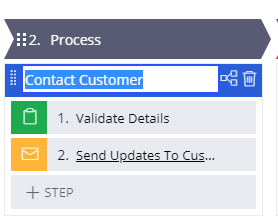 2. Process
Contact Customer
1. Validate Details
2. Send Updates To Cus...
+ STEP